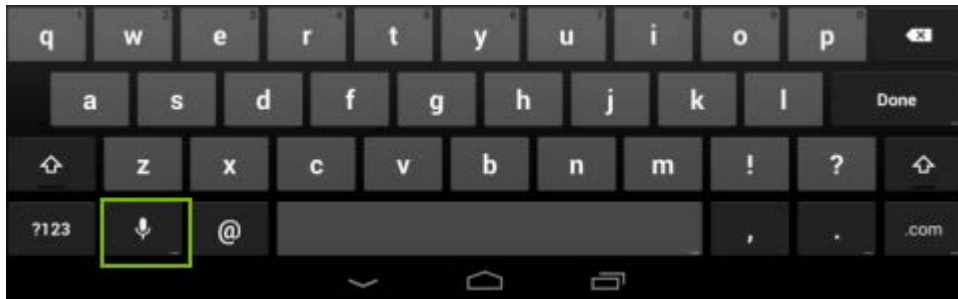 q w e r t y u i o p
a s d f g h j k l Done
z x c v b n m ! ?
?123 @ , . .com